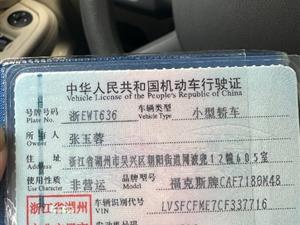 中华人民共和国机动车行驶证
Vehicle License of the People's Republic of China
号牌号码 浙EWT636 车辆类型 小型轿车
Plate No. Vehicle Type
所有人 张玉蓉
Owner
住址 浙江省湖州市吴兴区朝阳街道网波兜12幢605室
Address
使用性质 非营运 品牌型号 福克斯牌CAF7180M48
Use Character Model
浙江省湖州 车辆识别代号 LVSFCFME7CF337716
VIN